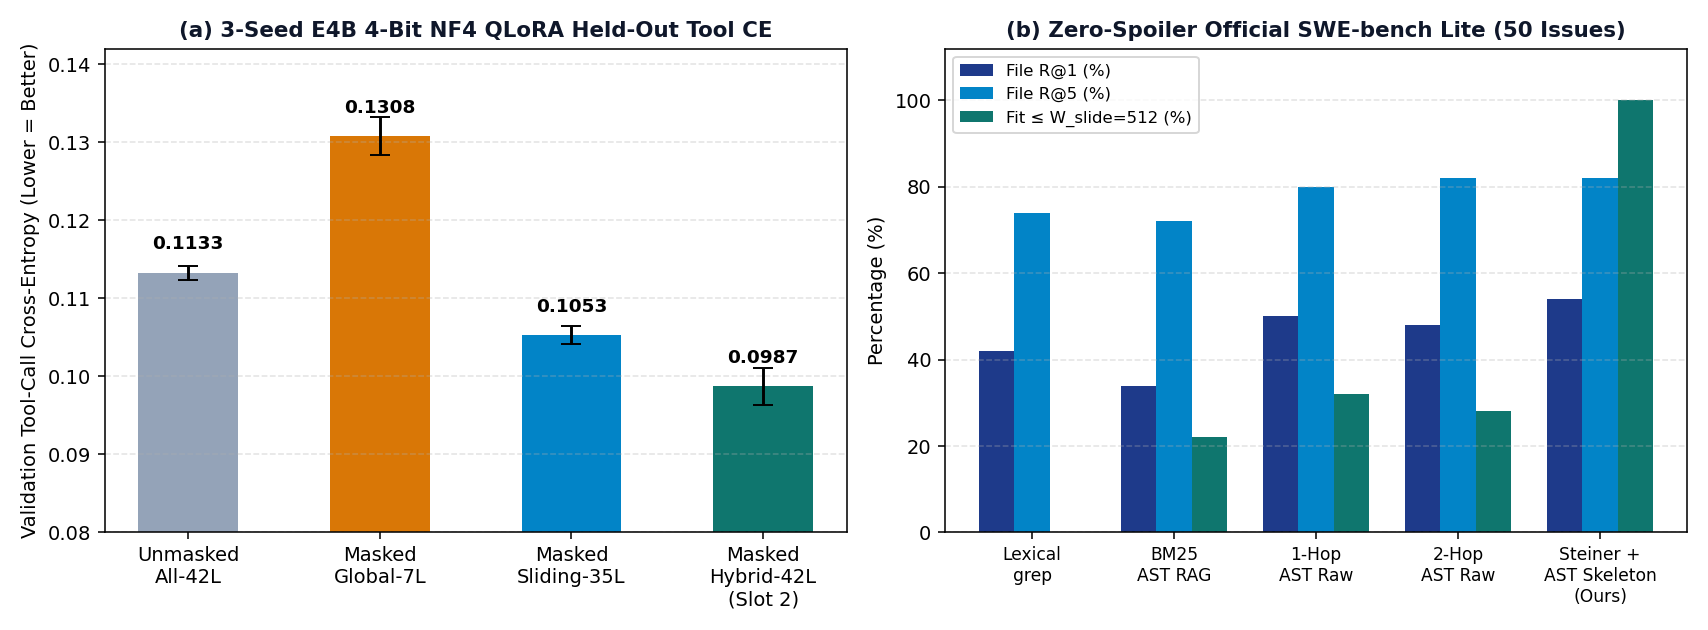 (a) 3-Seed E4B 4-Bit NF4 QLoRA Held-Out Tool CE
Validation Tool-Call Cross-Entropy (Lower = Better)
0.14
0.13
0.12
0.11
0.10
0.09
0.08
0.1133
0.1308
0.1053
0.0987
Unmasked
All-42L
Masked
Global-7L
Masked
Sliding-35L
Masked
Hybrid-42L
(Slot 2)
(b) Zero-Spoiler Official SWE-bench Lite (50 Issues)
File R@1 (%)
File R@5 (%)
Fit ≤ W_slide=512 (%)
Percentage (%)
100
80
60
40
20
0
Lexical
grep
BM25
AST RAG
1-Hop
AST Raw
2-Hop
AST Raw
Steiner +
AST Skeleton
(Ours)